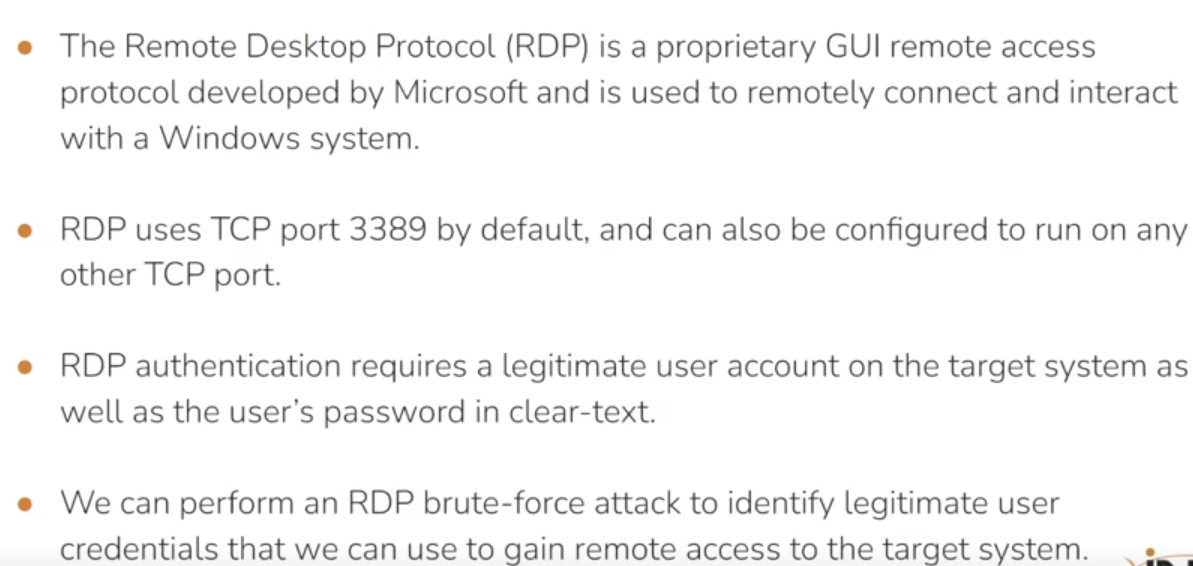 • The Remote Desktop Protocol (RDP) is a proprietary GUI remote access
protocol developed by Microsoft and is used to remotely connect and interact
with a Windows system.
• RDP uses TCP port 3389 by default, and can also be configured to run on any
other TCP port.
• RDP authentication requires a legitimate user account on the target system as
well as the user’s password in clear-text.
• We can perform an RDP brute-force attack to identify legitimate user
credentials that we can use to gain remote access to the target system.